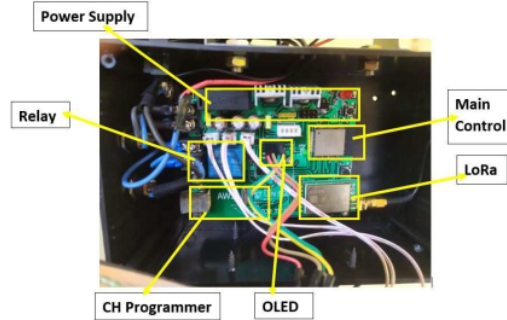 Power Supply
Relay
Main
Control
LoRa
CH Programmer
OLED